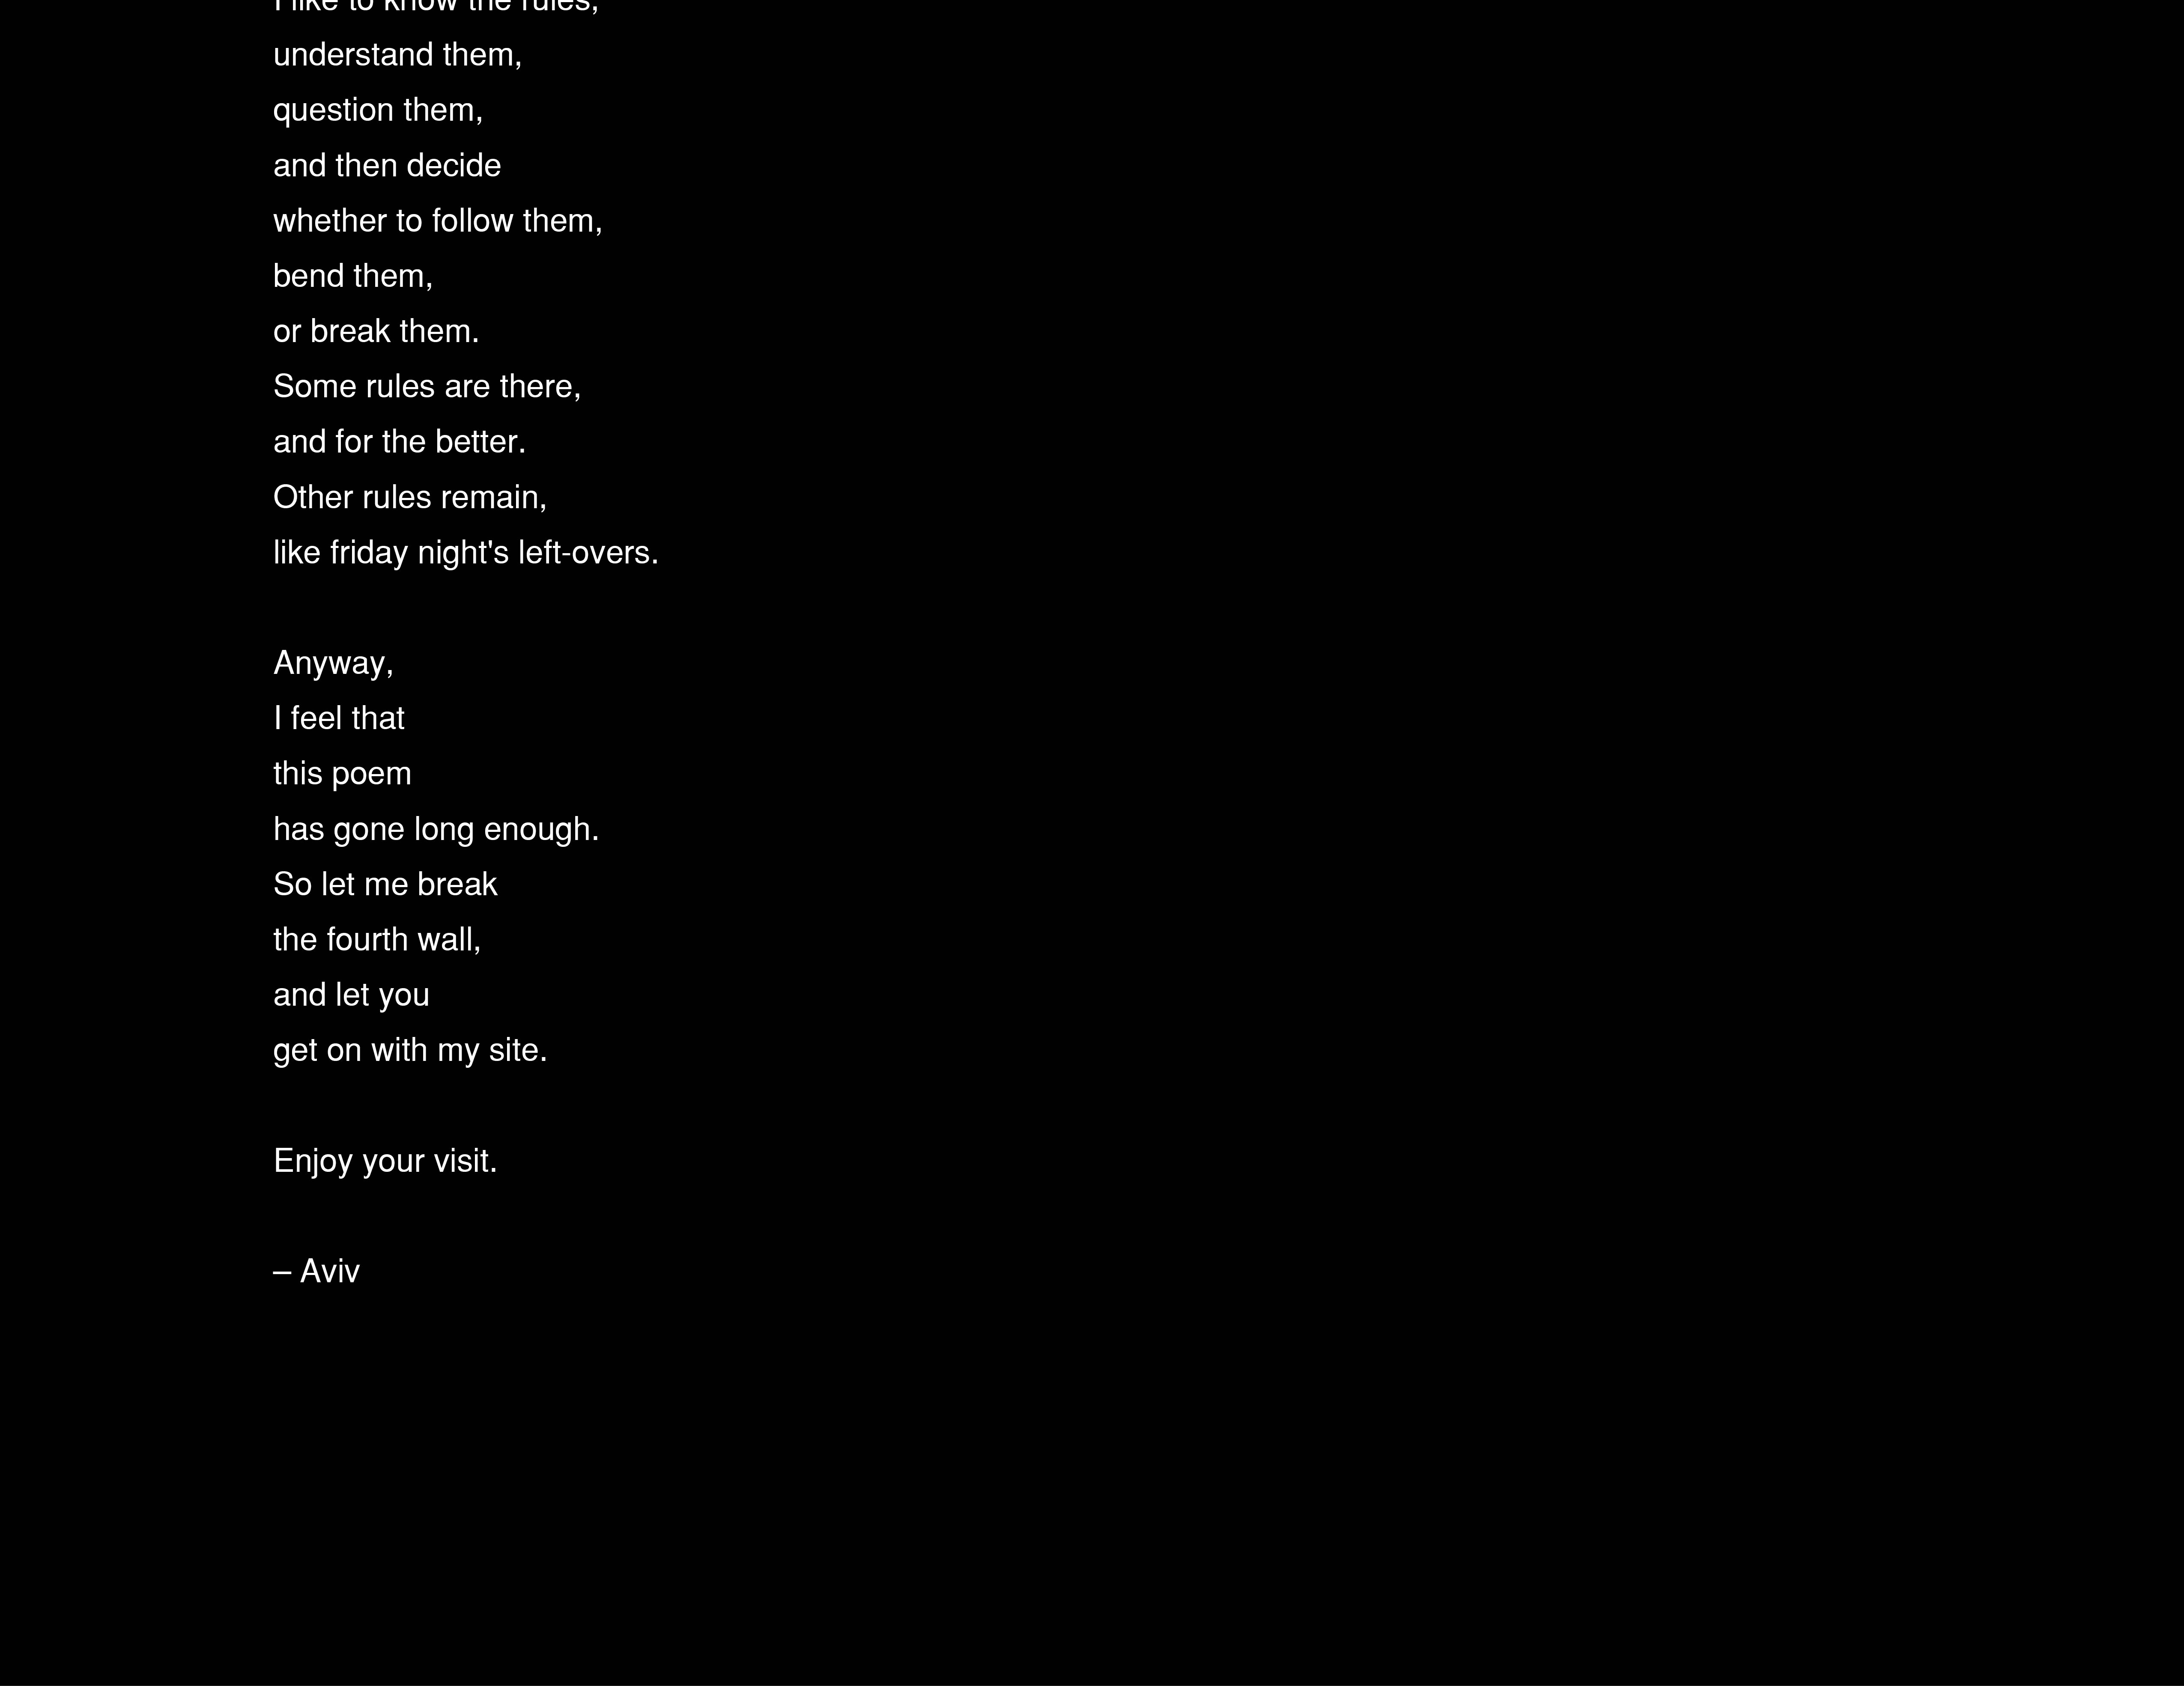 I like to know the rules,
understand them,
question them,
and then decide
whether to follow them,
bend them,
or break them.
Some rules are there,
and for the better.
Other rules remain,
like friday night's left-overs.
Anyway,
I feel that
this poem
has gone long enough.
So let me break
the fourth wall,
and let you
get on with my site.
Enjoy your visit.
– Aviv